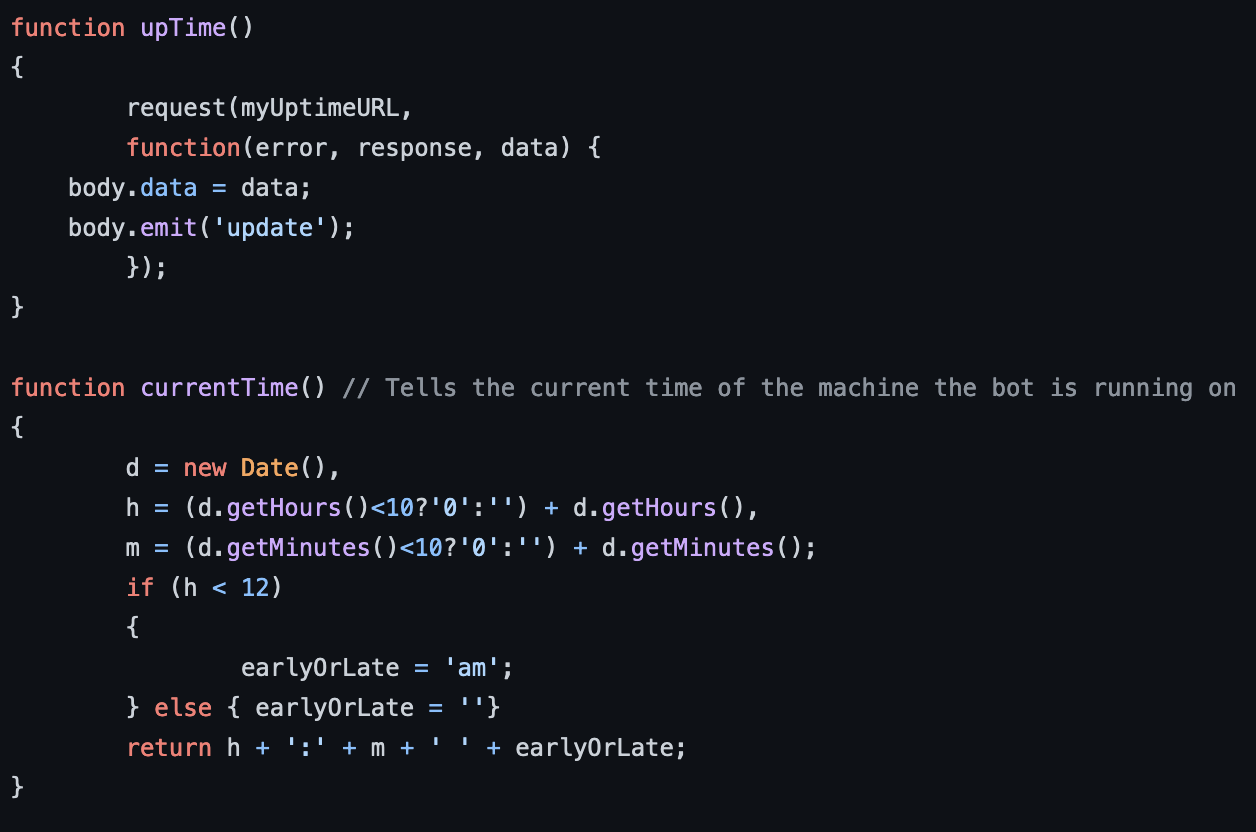 function upTime()
{
        request(myUptimeURL,
        function(error, response, data) {
    body.data = data;
    body.emit('update');
        });
}

function currentTime() // Tells the current time of the machine the bot is running on
{
        d = new Date(),
        h = (d.getHours()<10?'0':'') + d.getHours(),
        m = (d.getMinutes()<10?'0':'') + d.getMinutes();
        if (h < 12)
        {
                earlyOrLate = 'am';
        } else { earlyOrLate = ''}
        return h + ':' + m + ' ' + earlyOrLate;
}